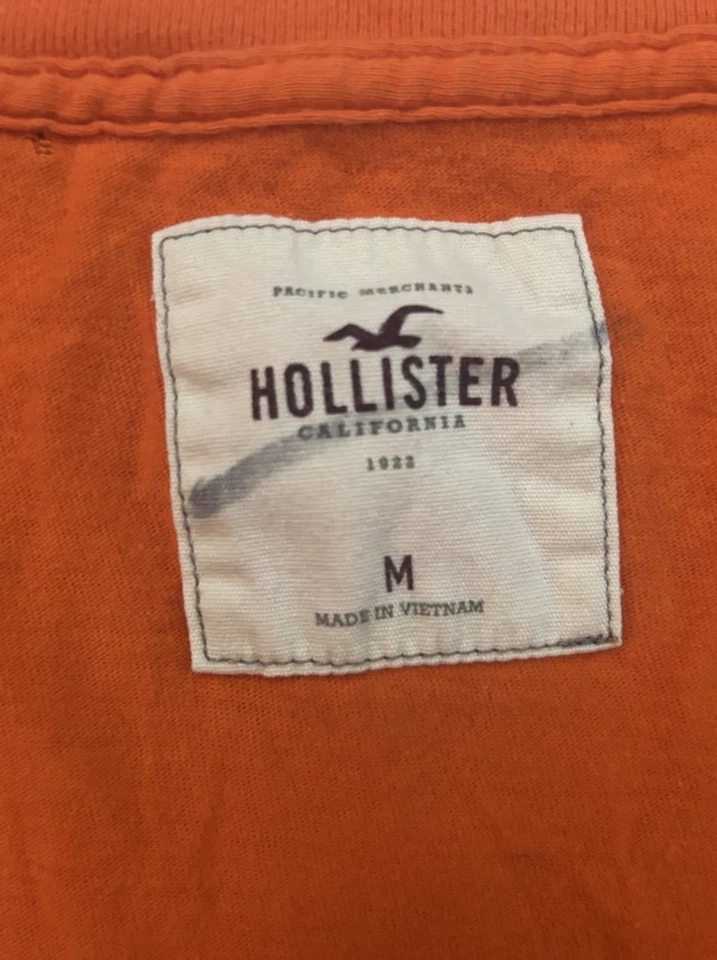 PACIFIC MERCHANTS
HOLLISTER
CALIFORNIA
1922
M
MADE IN VIETNAM